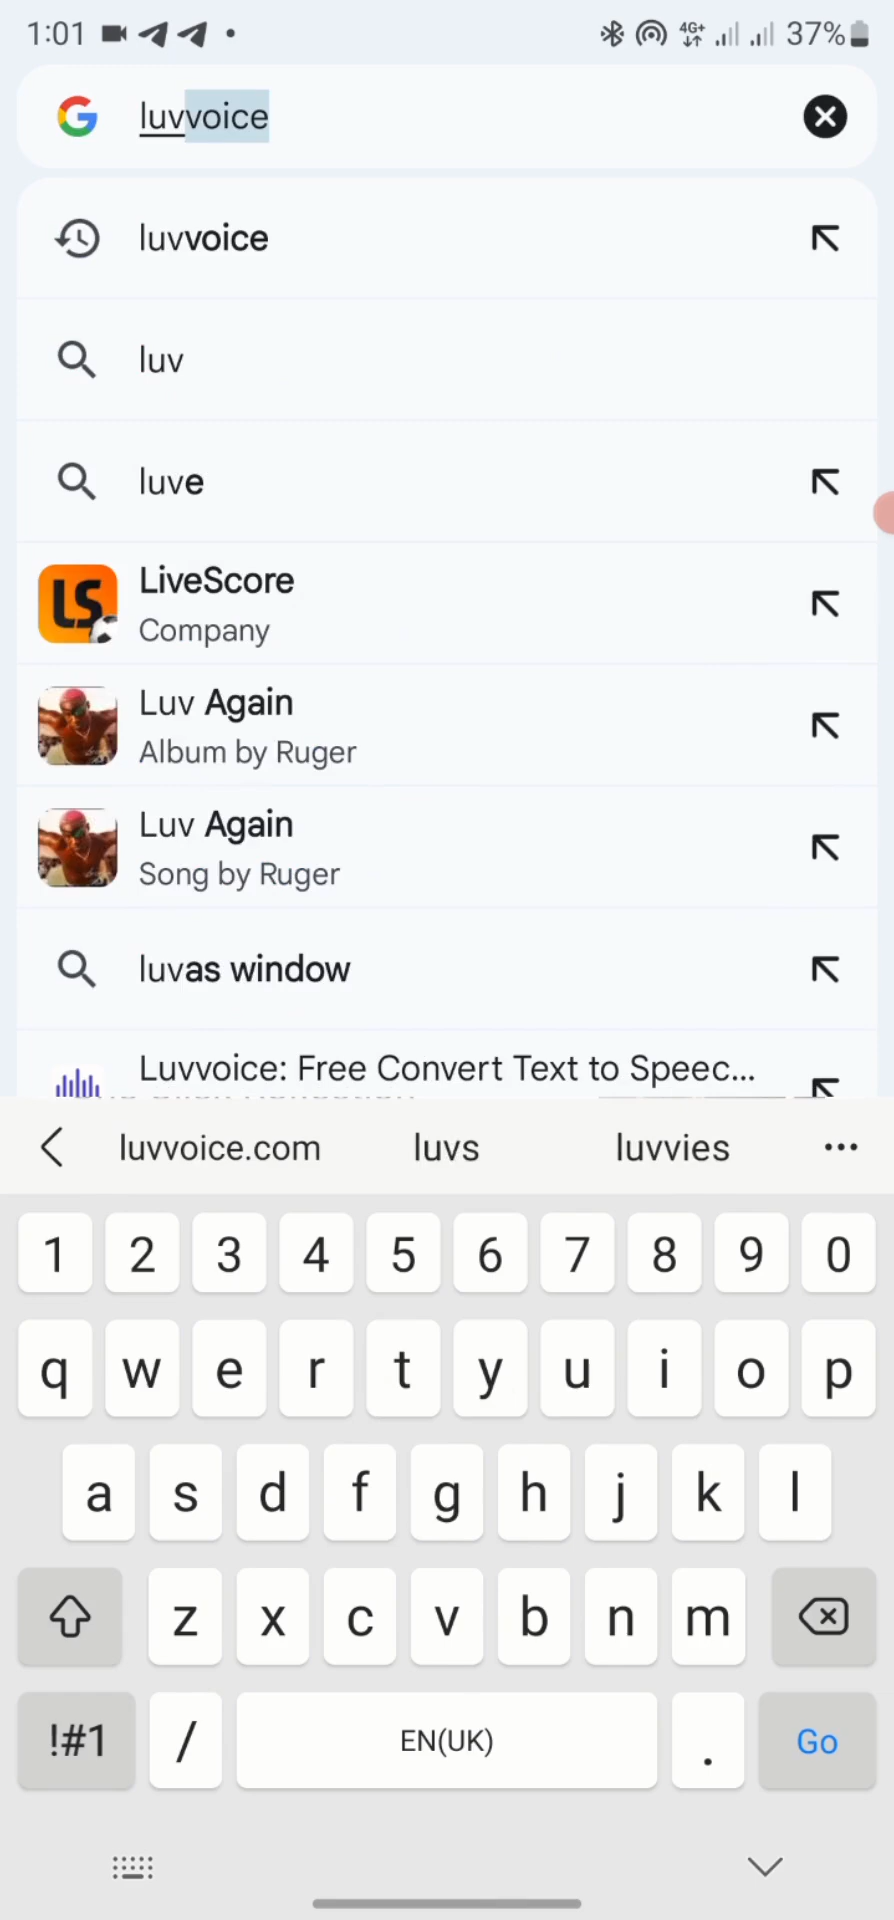 1:01 4G+ 37%
luvvoice
luvvoice
luv
luve
LS LiveScore
Company
Luv Again
Album by Ruger
Luv Again
Song by Ruger
luvas window
Luvvoice: Free Convert Text to Speec...
luvvoice.com luvs luvvies
1 2 3 4 5 6 7 8 9 0
q w e r t y u i o p
a s d f g h j k l
z x c v b n m
!#1 / EN(UK) . Go